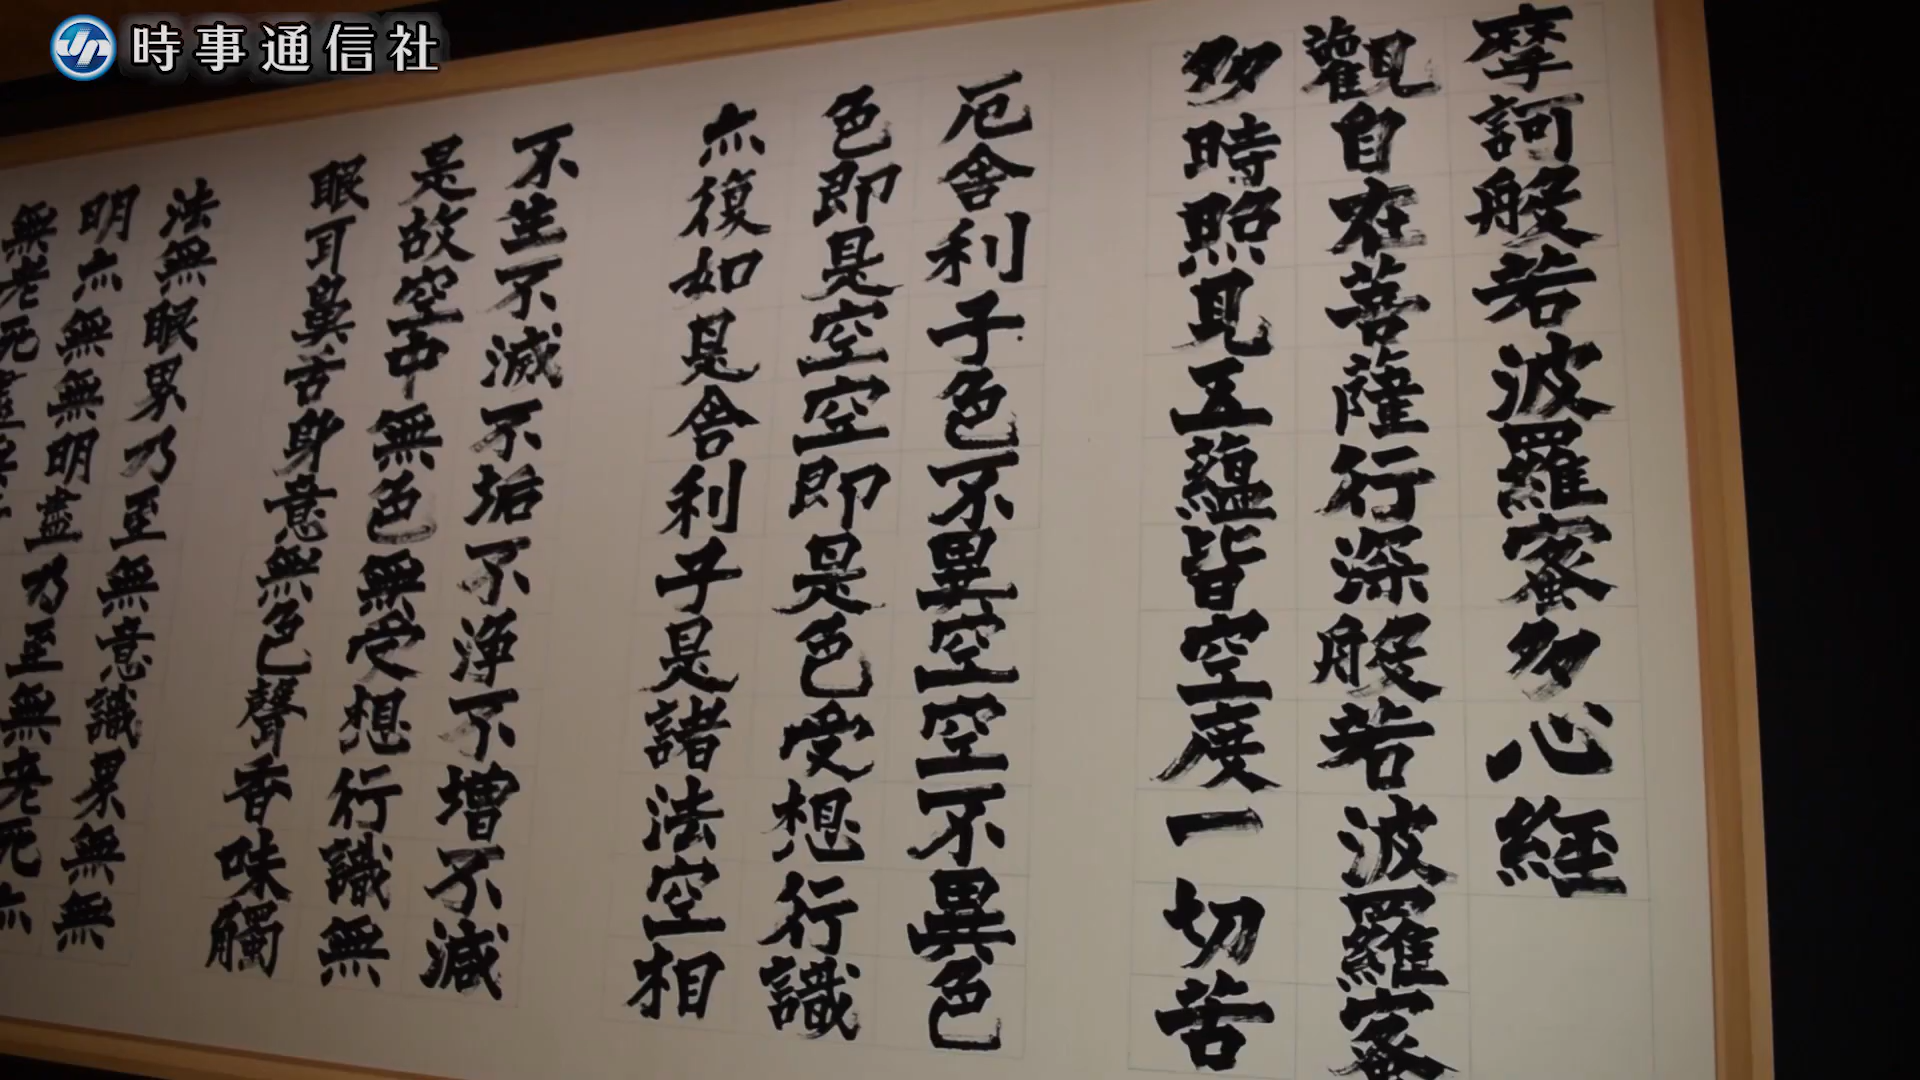 時事通信社
摩訶般若波羅蜜多心経
觀自在菩薩行深般若波羅蜜
多時照見五蘊皆空度一切苦
厄舎利子色不異空空不異色
色即是空空即是色受想行識
亦復如是舎利子是諸法空相
不生不滅不垢不浄不增不減
是故空中無色無受想行識無
眼耳鼻舌身意無色聲香味觸
法無眼界乃至無意識界無無
明亦無無明盡乃至無老死亦
無老死盡